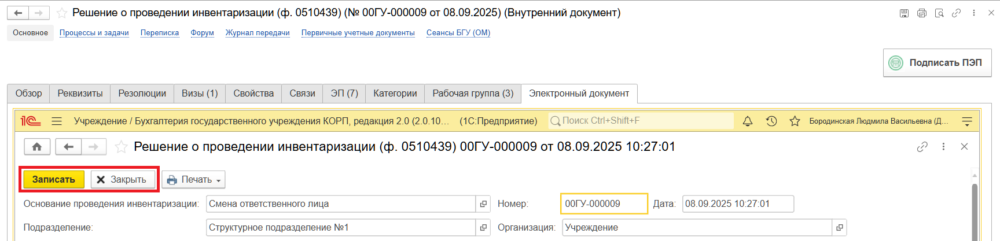 Решение о проведении инвентаризации (ф. 0510439) (№ 00ГУ-000009 от 08.09.2025) (Внутренний документ)
Основное Процессы и задачи Переписка Форум Журнал передачи Первичные учетные документы Сеансы БГУ (ОМ)
Подписать ПЭП
Обзор Реквизиты Резолюции Визы (1) Свойства Связи ЭП (7) Категории Рабочая группа (3) Электронный документ
1С Учреждение / Бухгалтерия государственного учреждения КОРП, редакция 2.0 (2.0.10... (1С:Предприятие) Поиск Ctrl+Shift+F Бородинская Людмила Васильевна (Д...
Решение о проведении инвентаризации (ф. 0510439) 00ГУ-000009 от 08.09.2025 10:27:01
Записать Закрыть Печать
Основание проведения инвентаризации: Смена ответственного лица Номер: 00ГУ-000009 Дата: 08.09.2025 10:27:01
Подразделение: Структурное подразделение №1 Организация: Учреждение